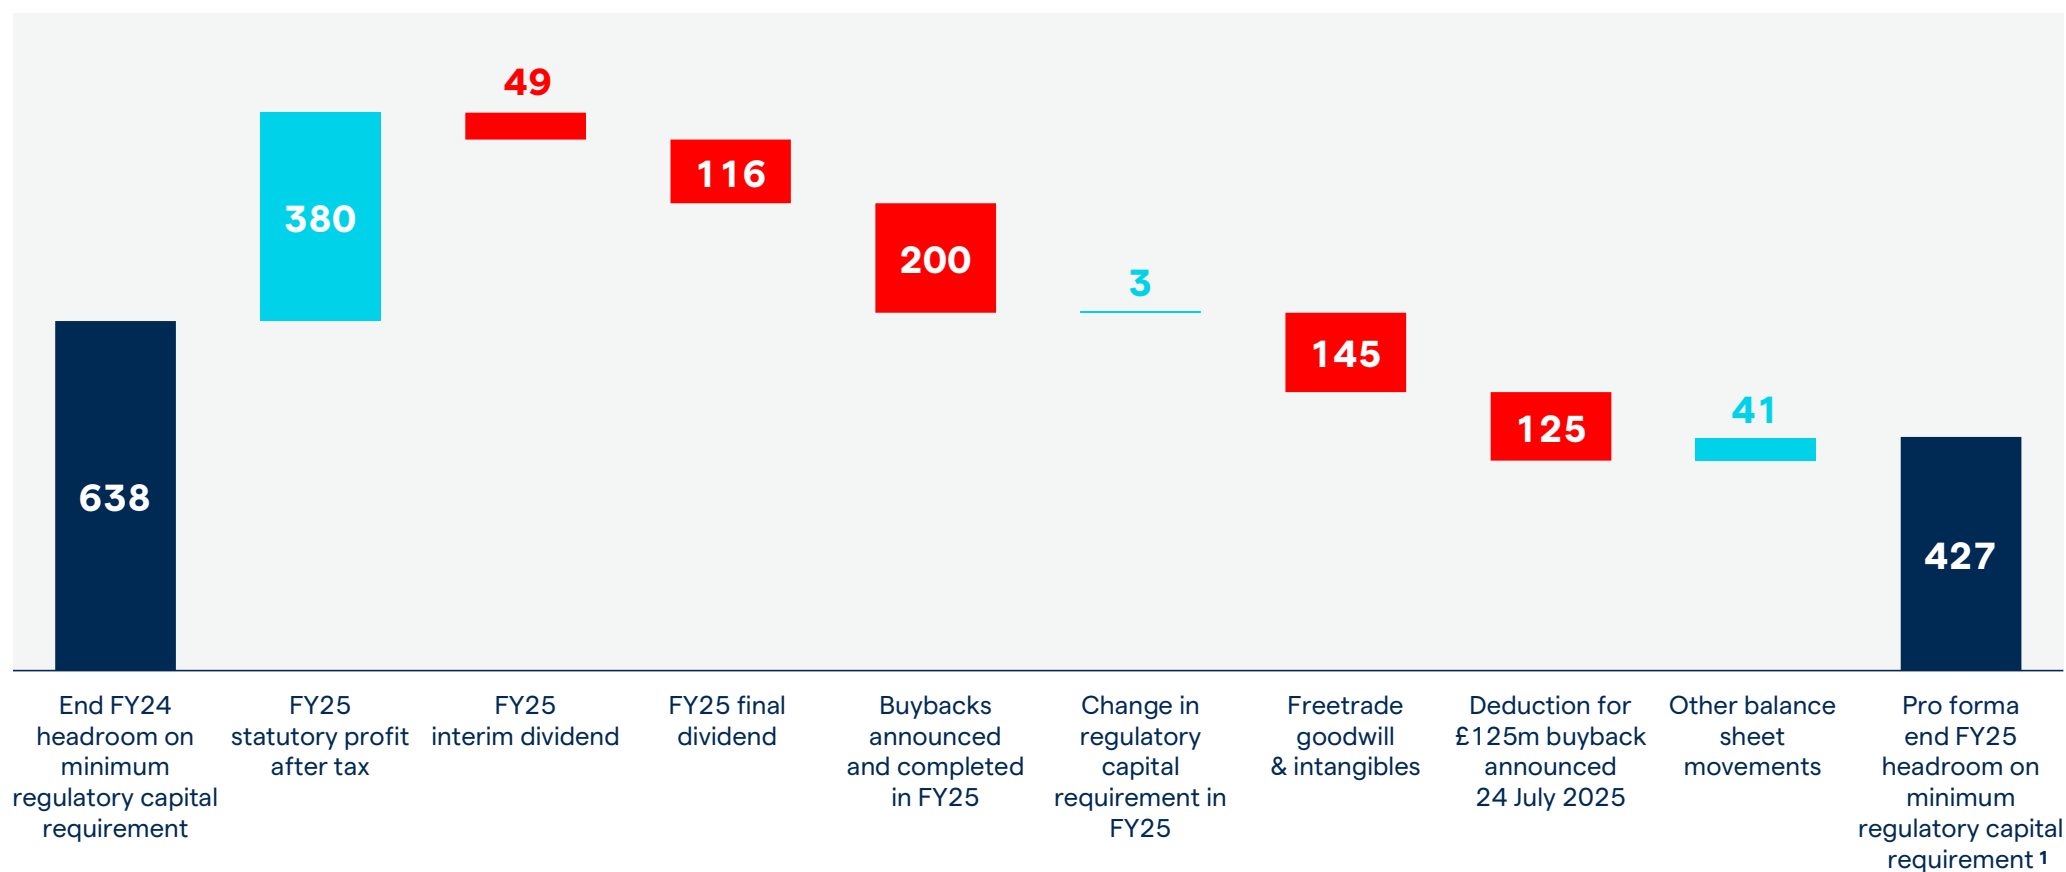 49
380
116
200
3
145
125
41
638
427
End FY24
headroom on
minimum
regulatory capital
requirement
FY25
statutory profit
after tax
FY25
interim dividend
FY25 final
dividend
Buybacks
announced
and completed
in FY25
Change in
regulatory
capital
requirement in
FY25
Freetrade
goodwill
& intangibles
Deduction for
£125m buyback
announced
24 July 2025
Other balance
sheet
movements
Pro forma
end FY25
headroom on
minimum
regulatory capital
requirement 1